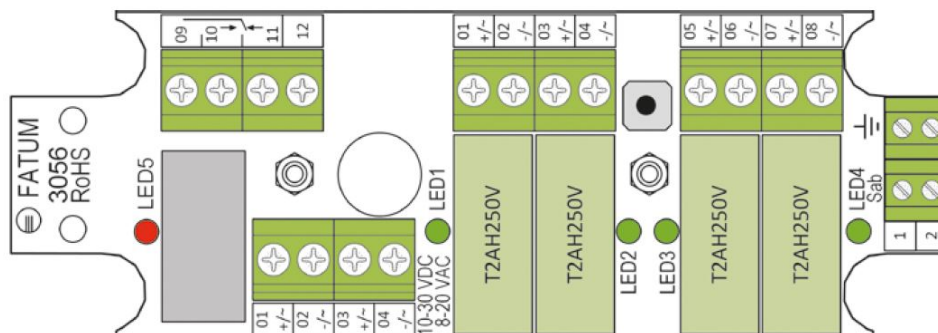 09
10
11
12
01
+/~
02
-/~
03
+/~
04
-/~
05
+/~
06
-/~
07
+/~
08
-/~
FATUM
3056
RoHS
LED5
LED1
T2AH250V
T2AH250V
LED2
LED3
T2AH250V
T2AH250V
LED4
Sab
1
2
01
+/~
02
-/~
03
+/~
04
-/~
10-30 VDC
8-20 VAC